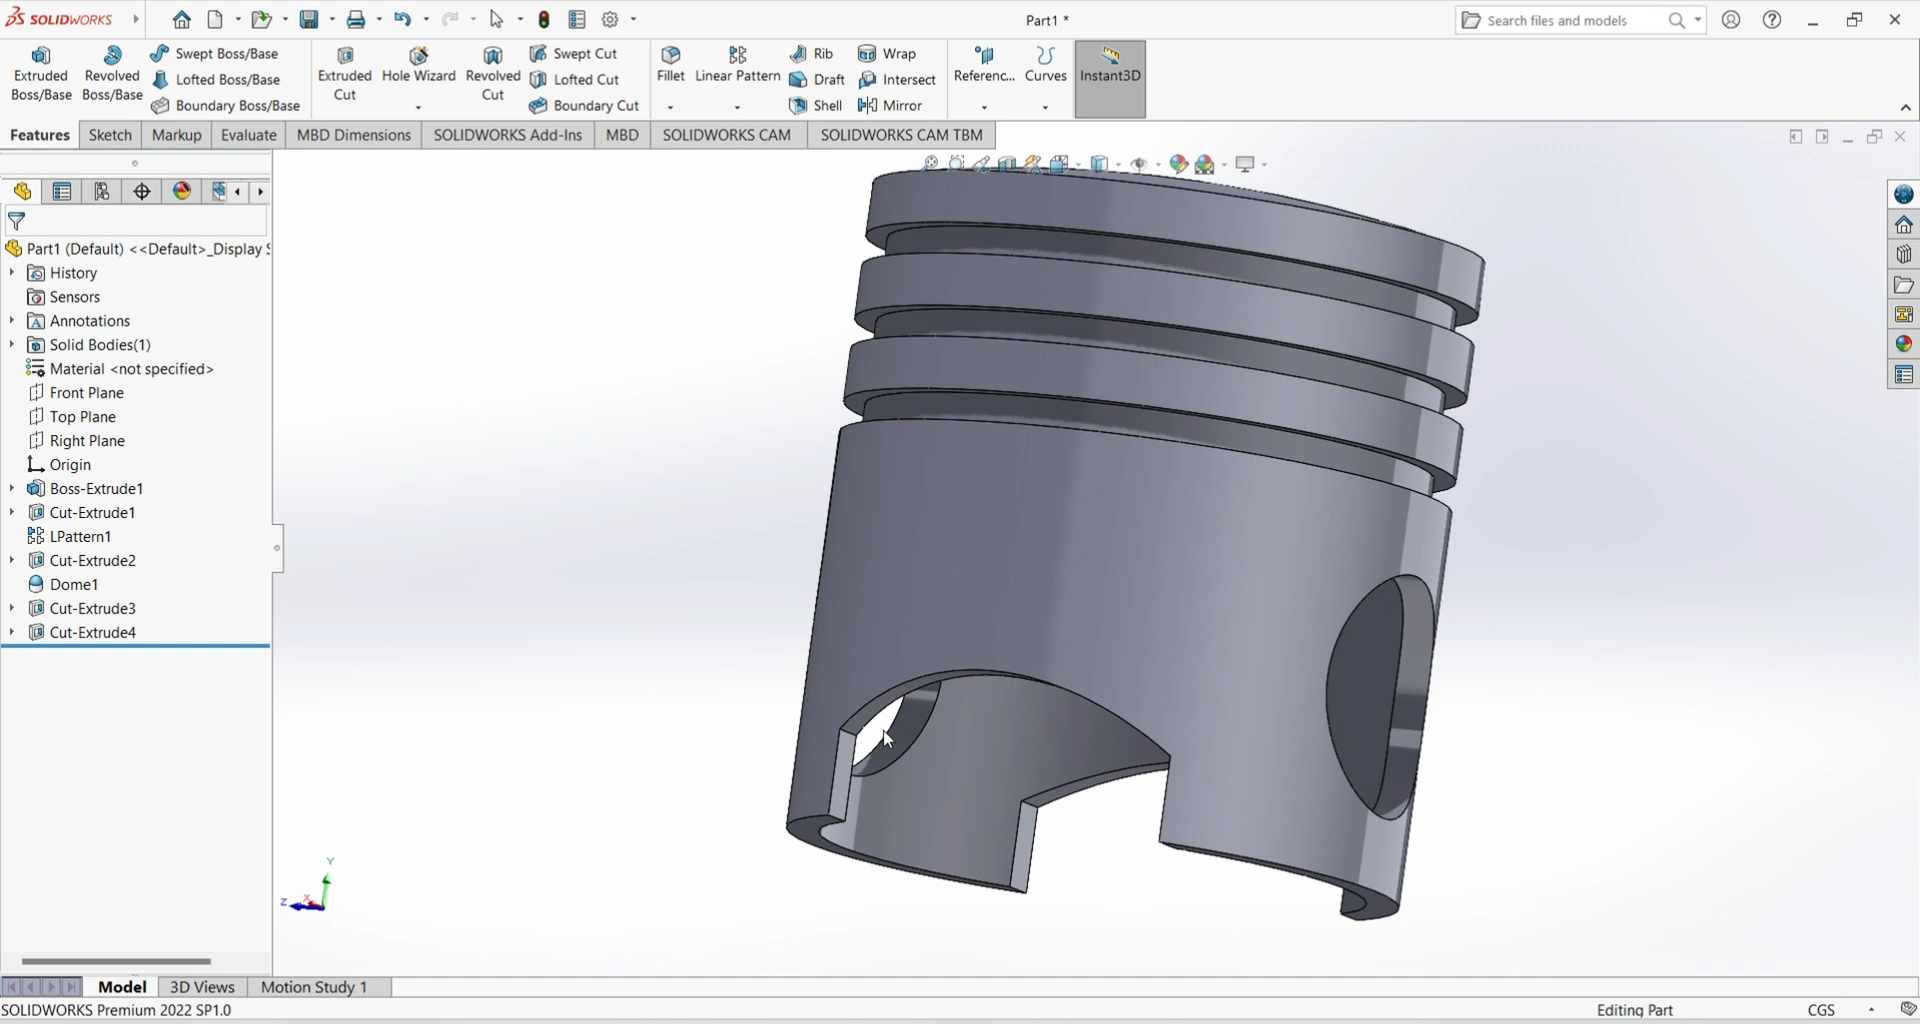 SOLIDWORKS
Part1 *
Search files and models
Extruded Boss/Base
Revolved Boss/Base
Swept Boss/Base
Lofted Boss/Base
Boundary Boss/Base
Extruded Cut
Hole Wizard
Revolved Cut
Swept Cut
Lofted Cut
Boundary Cut
Fillet
Linear Pattern
Rib
Draft
Shell
Wrap
Intersect
Mirror
Referenc...
Curves
Instant3D
Features
Sketch
Markup
Evaluate
MBD Dimensions
SOLIDWORKS Add-Ins
MBD
SOLIDWORKS CAM
SOLIDWORKS CAM TBM
Part1 (Default) <<Default>_Display S
History
Sensors
Annotations
Solid Bodies(1)
Material <not specified>
Front Plane
Top Plane
Right Plane
Origin
Boss-Extrude1
Cut-Extrude1
LPattern1
Cut-Extrude2
Dome1
Cut-Extrude3
Cut-Extrude4
Y
Z
X
Model
3D Views
Motion Study 1
SOLIDWORKS Premium 2022 SP1.0
Editing Part
CGS